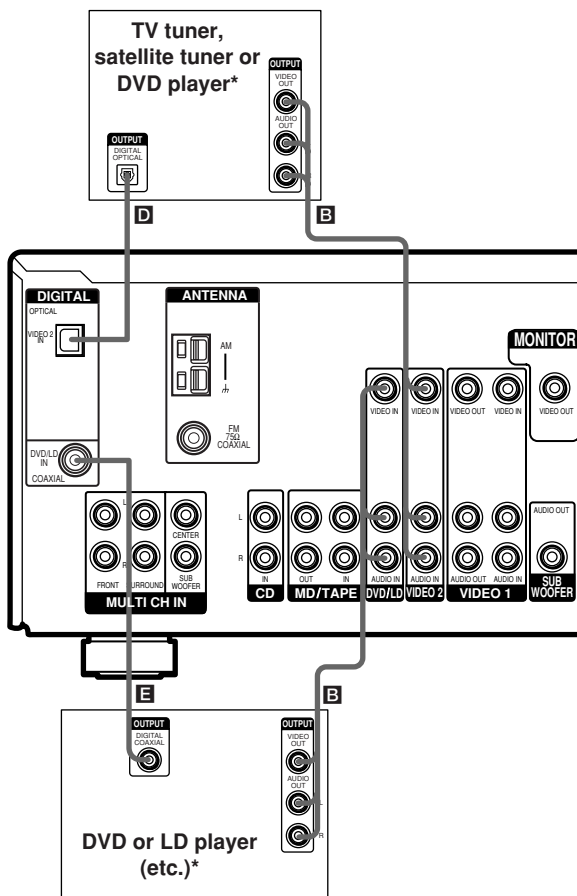 TV tuner,
satellite tuner or
DVD player*
OUTPUT
VIDEO
OUT
AUDIO
OUT
OUTPUT
DIGITAL
OPTICAL
D
B
DIGITAL
OPTICAL
VIDEO 2
IN
DVD/LD
IN
COAXIAL
ANTENNA
AM
FM
75Ω
COAXIAL
MONITOR
VIDEO IN
VIDEO IN
VIDEO OUT
VIDEO IN
VIDEO OUT
L
R
FRONT
SURROUND
CENTER
SUB
WOOFER
MULTI CH IN
L
R
IN
CD
OUT
IN
MD/TAPE
AUDIO IN
DVD/LD
AUDIO IN
VIDEO 2
AUDIO OUT
AUDIO IN
VIDEO 1
AUDIO OUT
SUB
WOOFER
E
B
OUTPUT
DIGITAL
COAXIAL
OUTPUT
VIDEO
OUT
AUDIO
OUT
L
R
DVD or LD player
(etc.)*